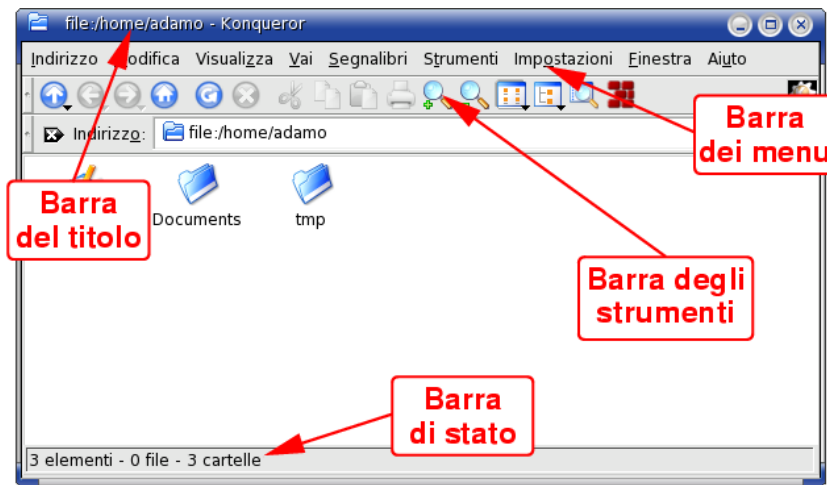 file:/home/adamo - Konqueror
Indirizzo Modifica Visualizza Vai Segnalibri Strumenti Impostazioni Finestra Aiuto
Indirizzo: file:/home/adamo
Barra
dei menu
Barra
del titolo
Documents
tmp
Barra degli
strumenti
Barra
di stato
3 elementi - 0 file - 3 cartelle